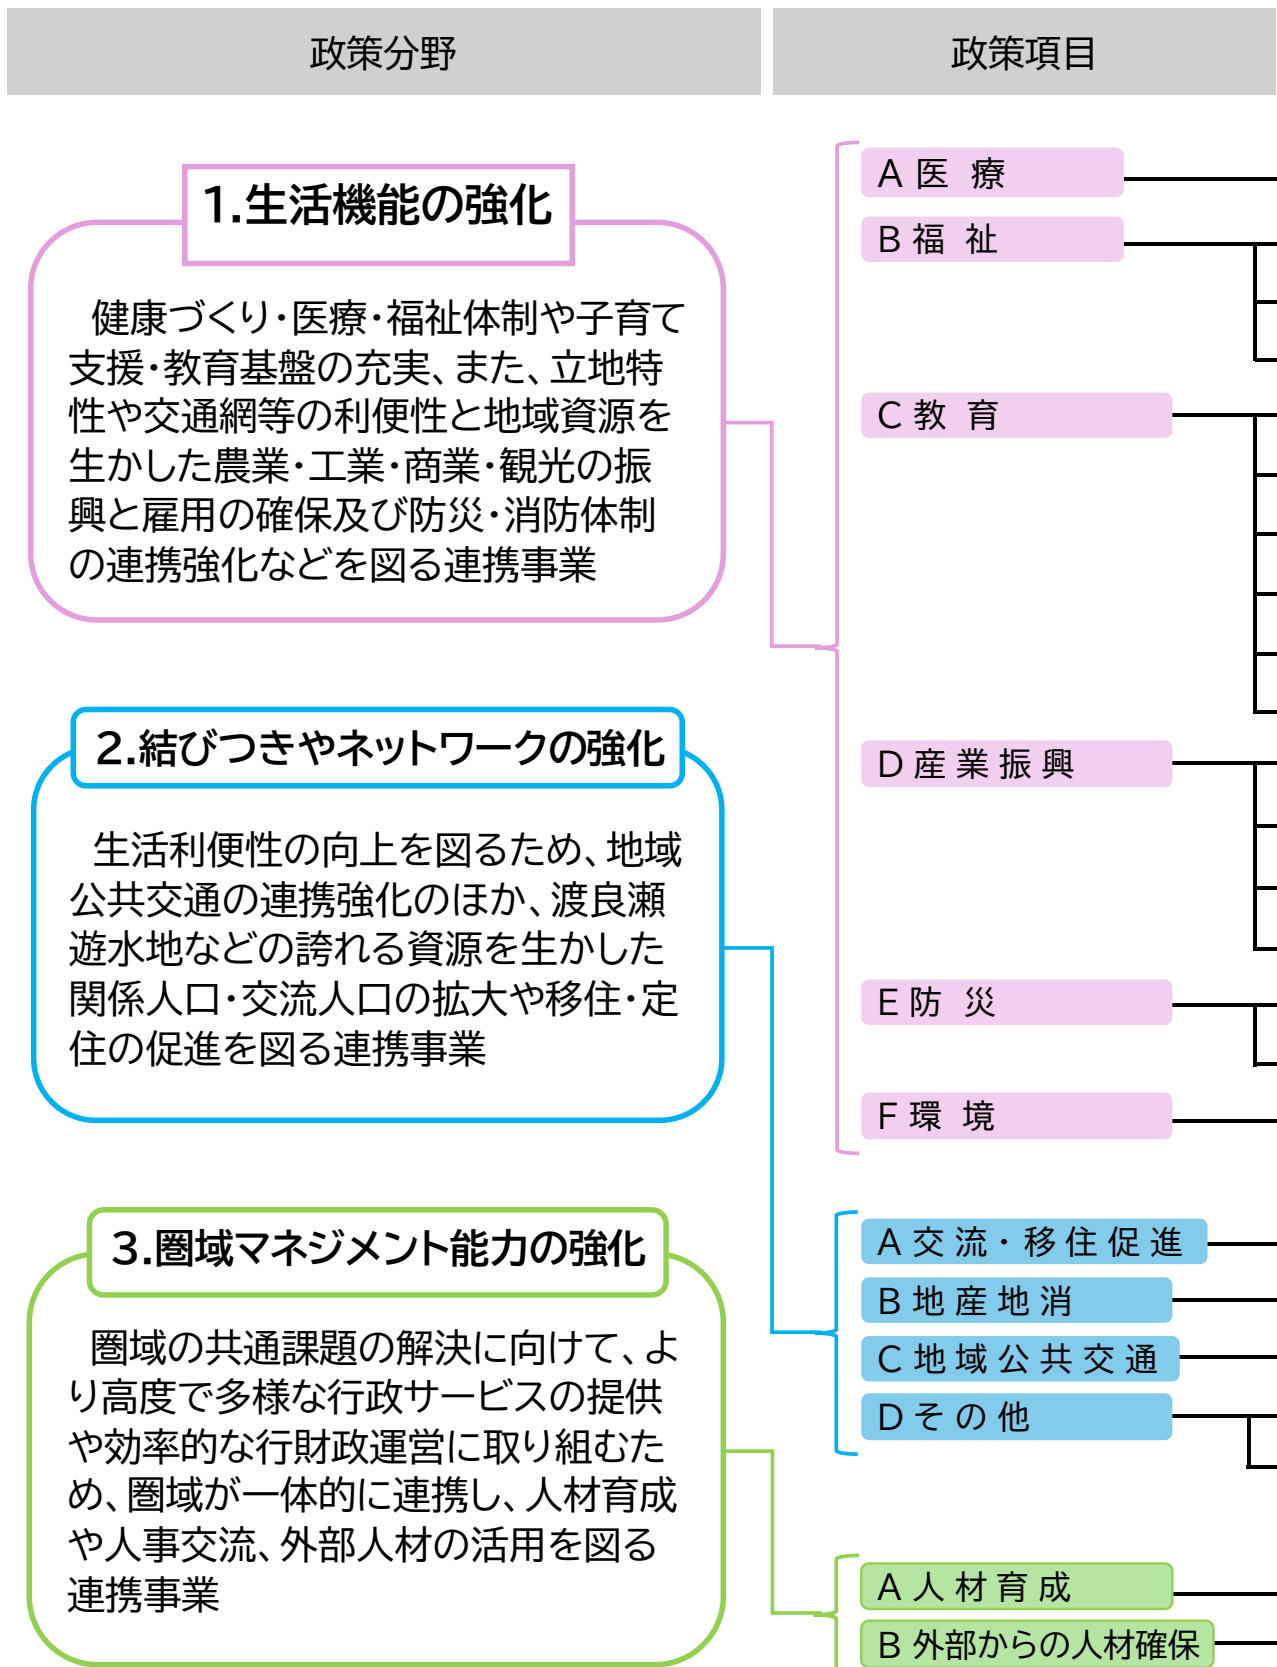 政策分野
政策項目
1.生活機能の強化
健康づくり・医療・福祉体制や子育て
支援・教育基盤の充実、また、立地特
性や交通網等の利便性と地域資源を
生かした農業・工業・商業・観光の振
興と雇用の確保及び防災・消防体制
の連携強化などを図る連携事業
A 医 療
B 福 祉
C 教 育
D 産 業 振 興
E 防 災
F 環 境
2.結びつきやネットワークの強化
生活利便性の向上を図るため、地域
公共交通の連携強化のほか、渡良瀬
遊水地などの誇れる資源を生かした
関係人口・交流人口の拡大や移住・定
住の促進を図る連携事業
A 交 流 ・ 移 住 促 進
B 地 産 地 消
C 地 域 公 共 交 通
D そ の 他
3.圏域マネジメント能力の強化
圏域の共通課題の解決に向けて、よ
り高度で多様な行政サービスの提供
や効率的な行財政運営に取り組むた
め、圏域が一体的に連携し、人材育成
や人事交流、外部人材の活用を図る
連携事業
A 人 材 育 成
B 外部からの人材確保